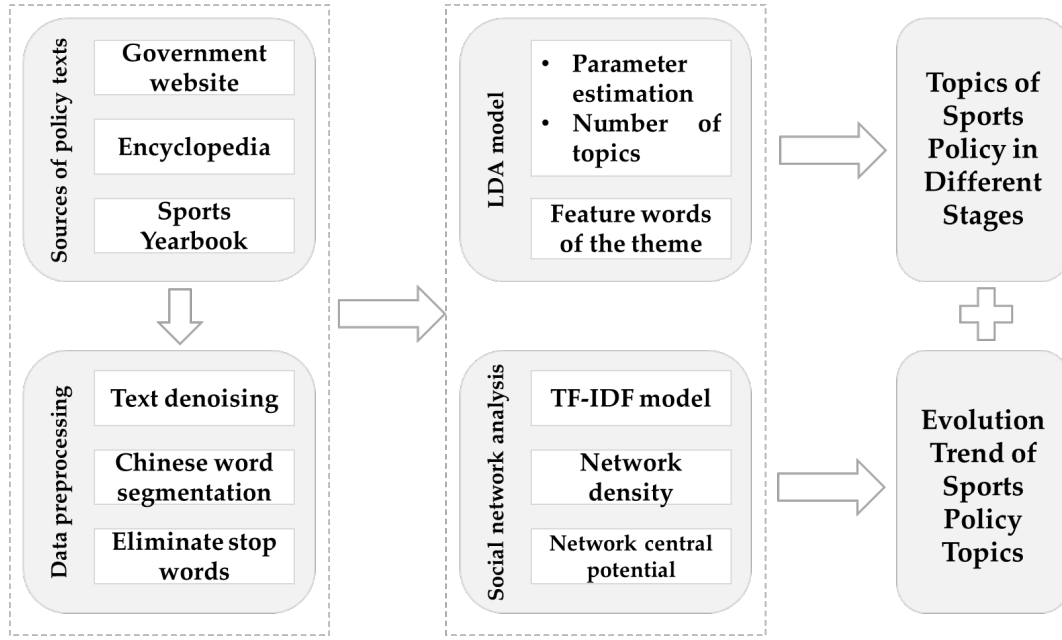 Sources of policy texts
Government
website
Encyclopedia
Sports
Yearbook
Data preprocessing
Text denoising
Chinese word
segmentation
Eliminate stop
words
LDA model
• Parameter
estimation
• Number of
topics
Feature words
of the theme
Social network analysis
TF-IDF model
Network
density
Network central
potential
Topics of
Sports
Policy in
Different
Stages
Evolution
Trend of
Sports
Policy
Topics